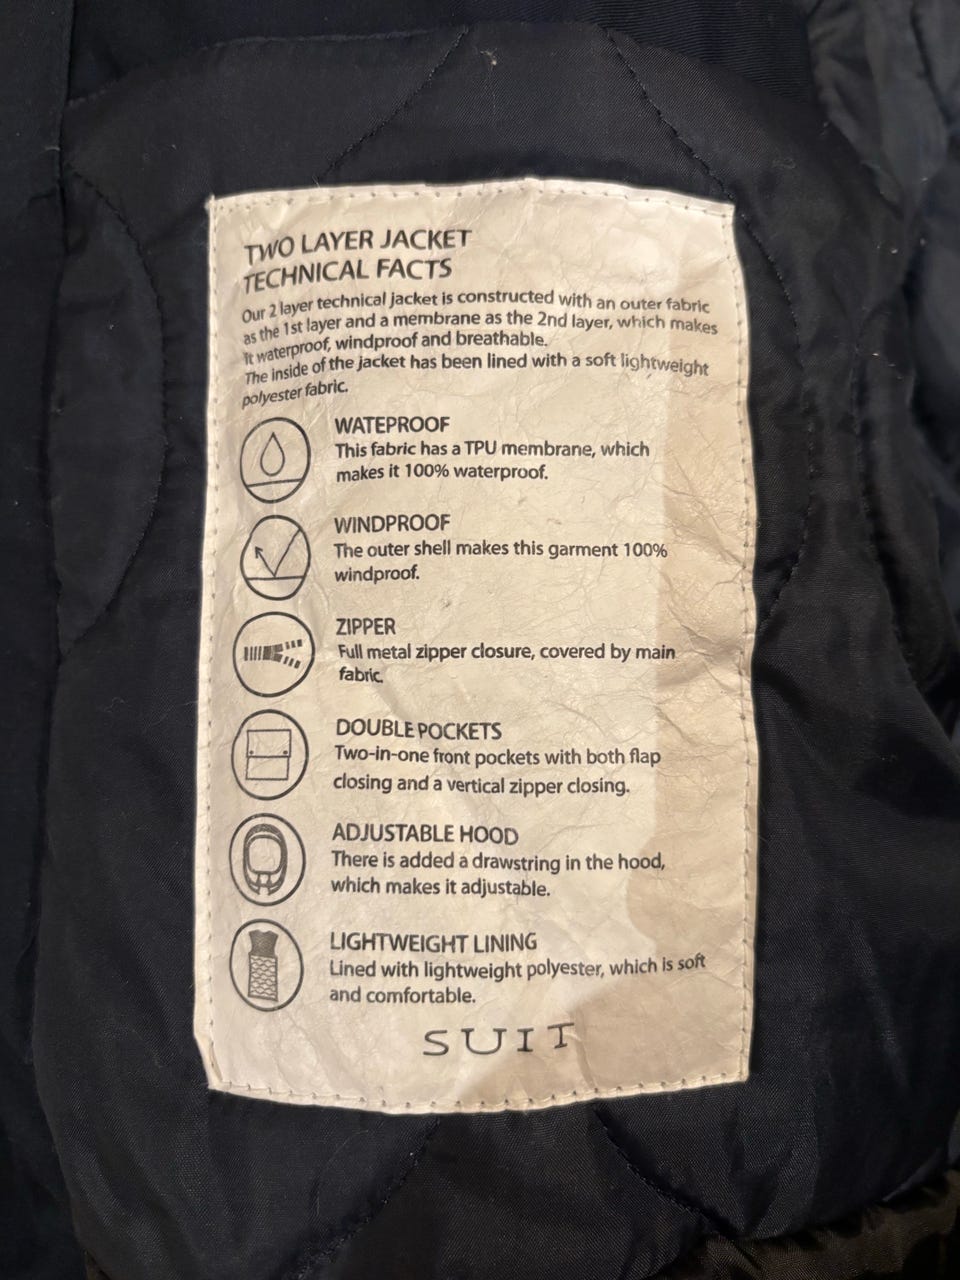 TWO LAYER JACKET
TECHNICAL FACTS
Our 2 layer technical jacket is constructed with an outer fabric
as the 1st layer and a membrane as the 2nd layer, which makes
it waterproof, windproof and breathable.
The inside of the jacket has been lined with a soft lightweight
polyester fabric.
WATEPROOF
This fabric has a TPU membrane, which
makes it 100% waterproof.
WINDPROOF
The outer shell makes this garment 100%
windproof.
ZIPPER
Full metal zipper closure, covered by main
fabric.
DOUBLE POCKETS
Two-in-one front pockets with both flap
closing and a vertical zipper closing.
ADJUSTABLE HOOD
There is added a drawstring in the hood,
which makes it adjustable.
LIGHTWEIGHT LINING
Lined with lightweight polyester, which is soft
and comfortable.
SUIT